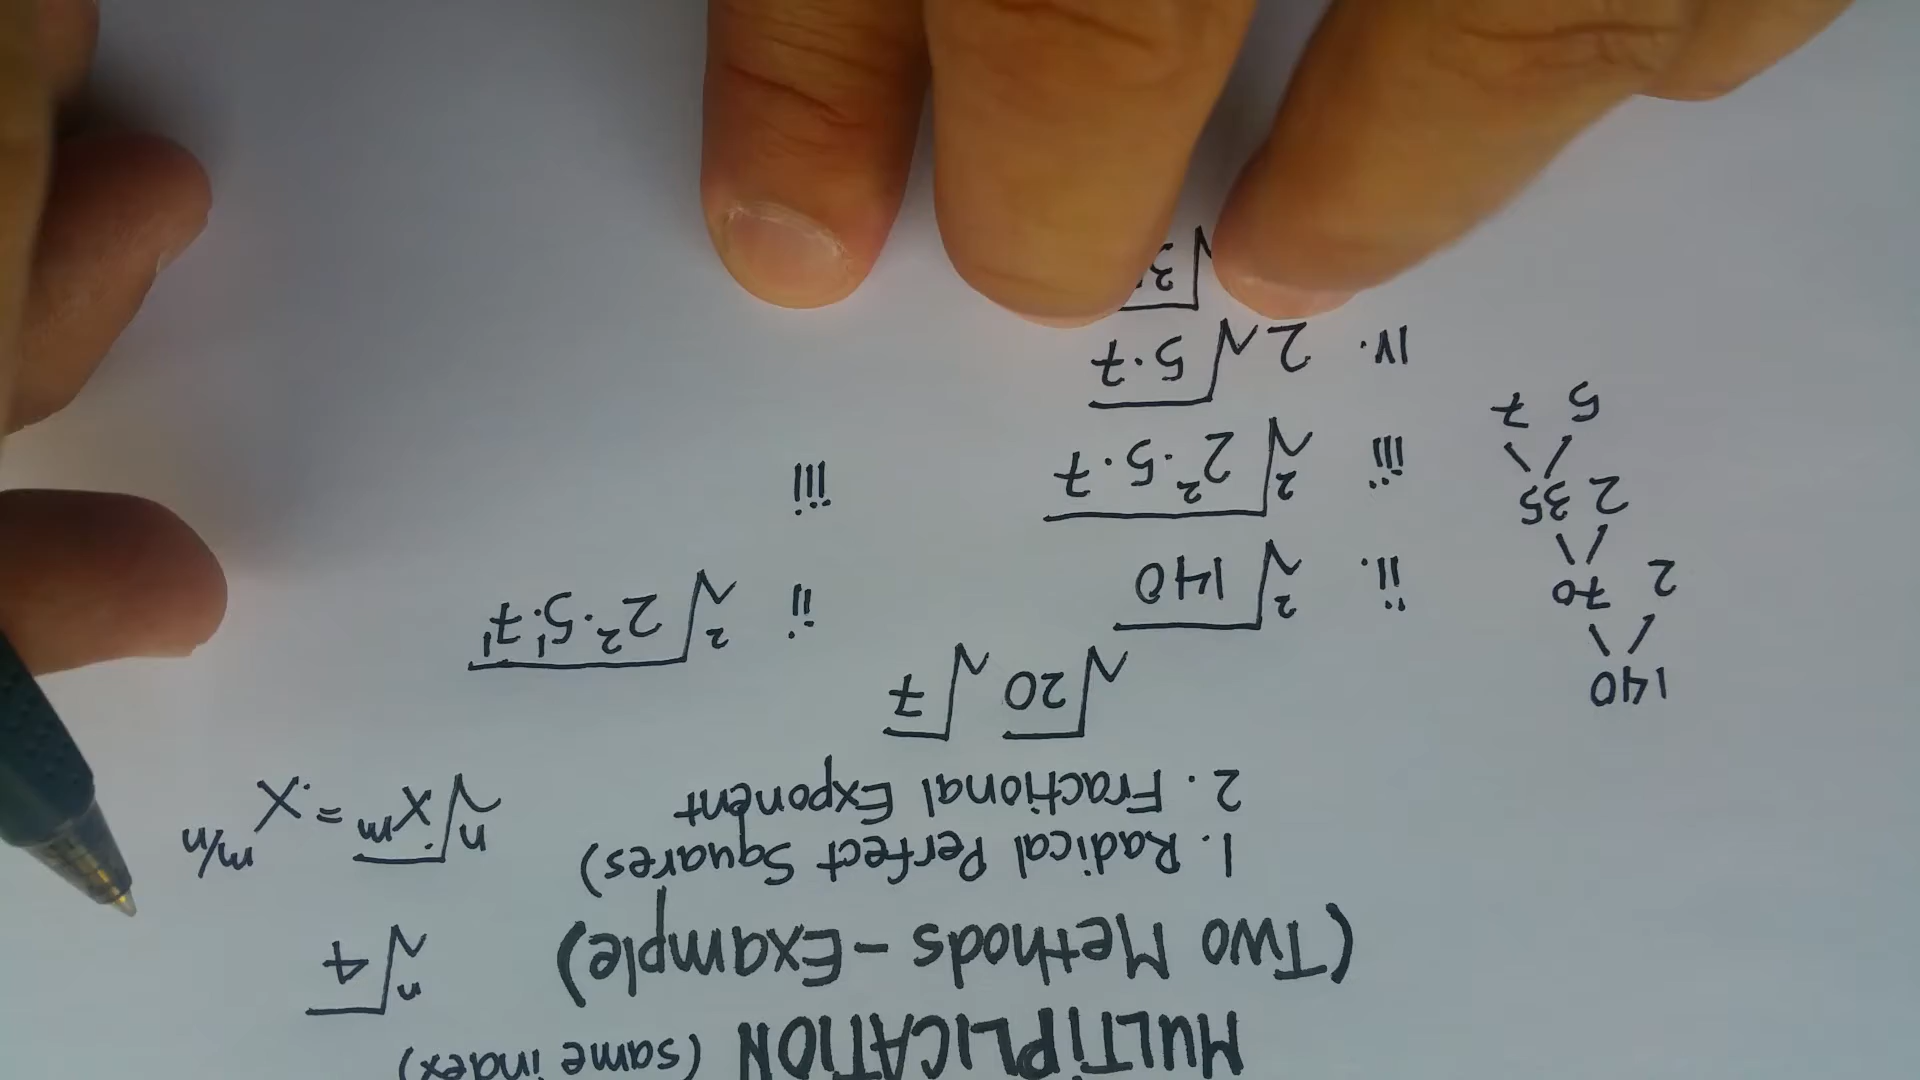 MULTIPLICATION (same index)
(Two Methods - Example)
ⁿ√4
1. Radical Perfect Squares)
2. Fractional Exponent
ⁿ√xᵐ = x^m/n
√20 √7
140
2 70
2 35
5 7
ii. ²√140
iii ²√2²·5·7
iv. 2√5·7
ii ²√2²·5¹·7¹
iii